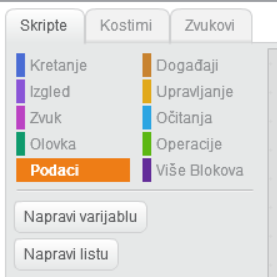 Skripte Kostimi Zvukovi
Kretanje Događaji
Izgled Upravljanje
Zvuk Očitanja
Olovka Operacije
Podaci Više Blokova
Napravi varijablu
Napravi listu